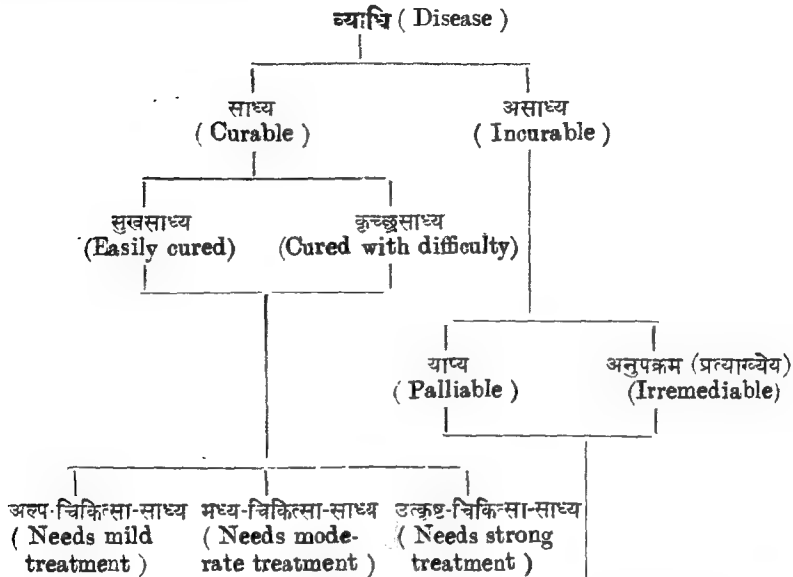 व्याधि ( Disease )
साध्य
( Curable )
असाध्य
( Incurable )
सुखसाध्य
(Easily cured)
कृच्छ्रसाध्य
(Cured with difficulty)
याप्य
( Palliable )
अनुपक्रम (प्रत्याख्येय)
(Irremediable)
अल्प-चिकित्सा-साध्य
( Needs mild
treatment )
मध्य-चिकित्सा-साध्य
( Needs mode-
rate treatment )
उत्कृष्ट-चिकित्सा-साध्य
( Needs strong
treatment )